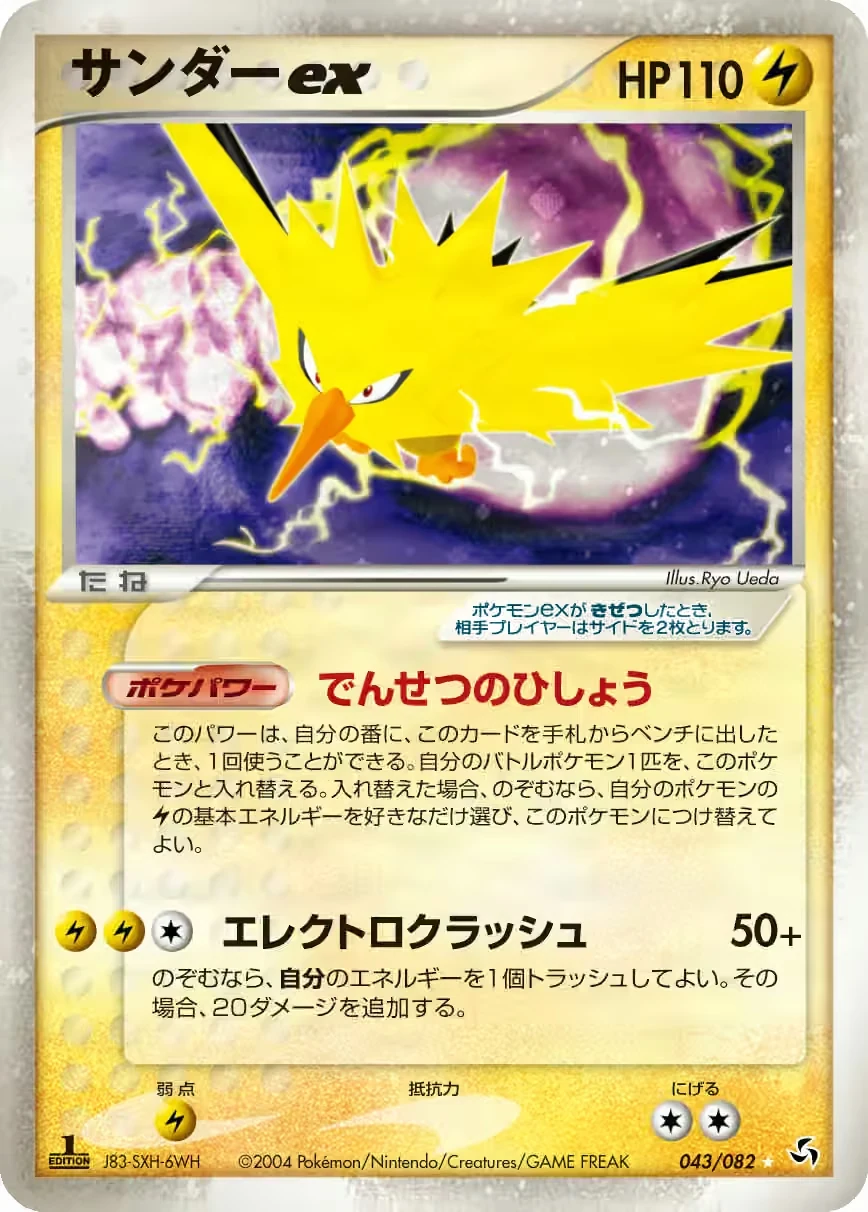 サンダーex HP110
たね
Illus.Ryo Ueda
ポケモンexが きぜつしたとき、
相手プレイヤーはサイドを2枚とります。
ポケパワー でんせつのひしょう
このパワーは、自分の番に、このカードを手札からベンチに出した
とき、1回使うことができる。自分のバトルポケモン1匹を、このポケ
モンと入れ替える。入れ替えた場合、のぞむなら、自分のポケモンの
の基本エネルギーを好きなだけ選び、このポケモンにつけ替えて
よい。
エレクトロクラッシュ 50+
のぞむなら、自分のエネルギーを1個トラッシュしてよい。その
場合、20ダメージを追加する。
弱点 抵抗力 にげる
1 EDITION J83-SXH-6WH ©2004 Pokémon/Nintendo/Creatures/GAME FREAK 043/082 ★